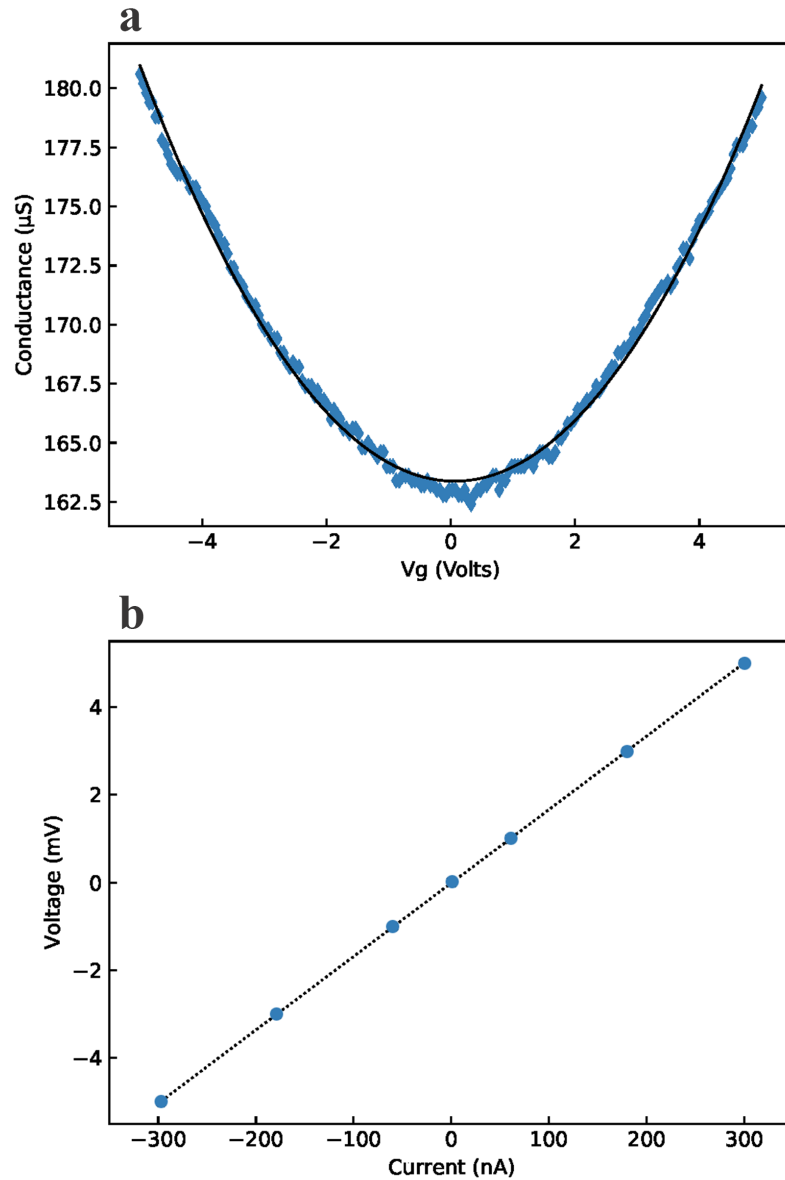 a
180.0
177.5
175.0
172.5
170.0
167.5
165.0
162.5
Conductance (μS)
−4 −2 0 2 4
Vg (Volts)
b
4
2
0
−2
−4
Voltage (mV)
−300 −200 −100 0 100 200 300
Current (nA)